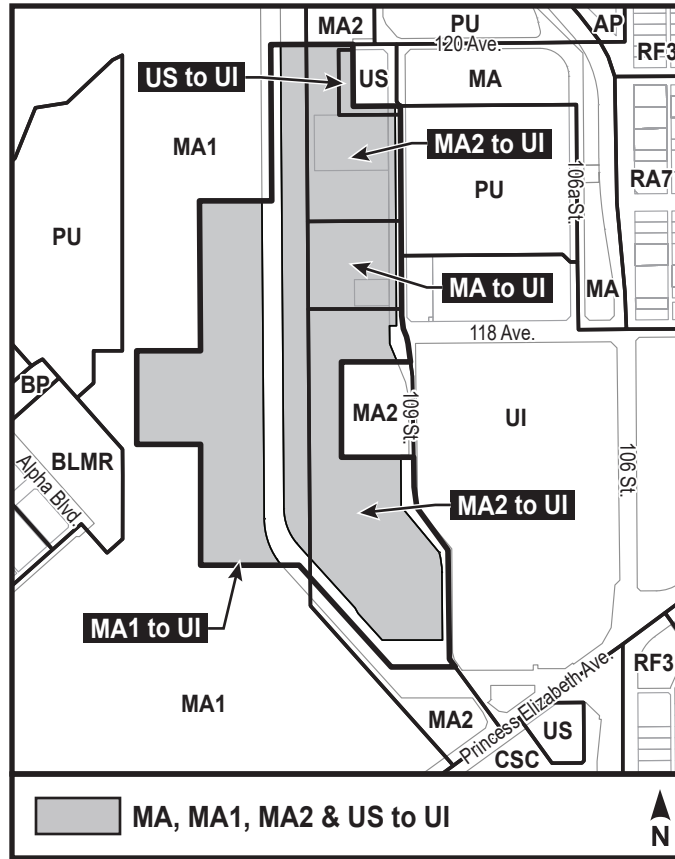 MA2
PU
AP
120 Ave.
RF3
US to UI
US
MA
MA1
MA2 to UI
106a St.
RA7
PU
PU
MA to UI
MA
118 Ave.
BP
MA2
109 St.
UI
BLMR
106 St.
Alpha Blvd.
MA2 to UI
MA1 to UI
RF3
MA1
MA2
Princess Elizabeth Ave.
US
CSC
MA, MA1, MA2 & US to UI
N